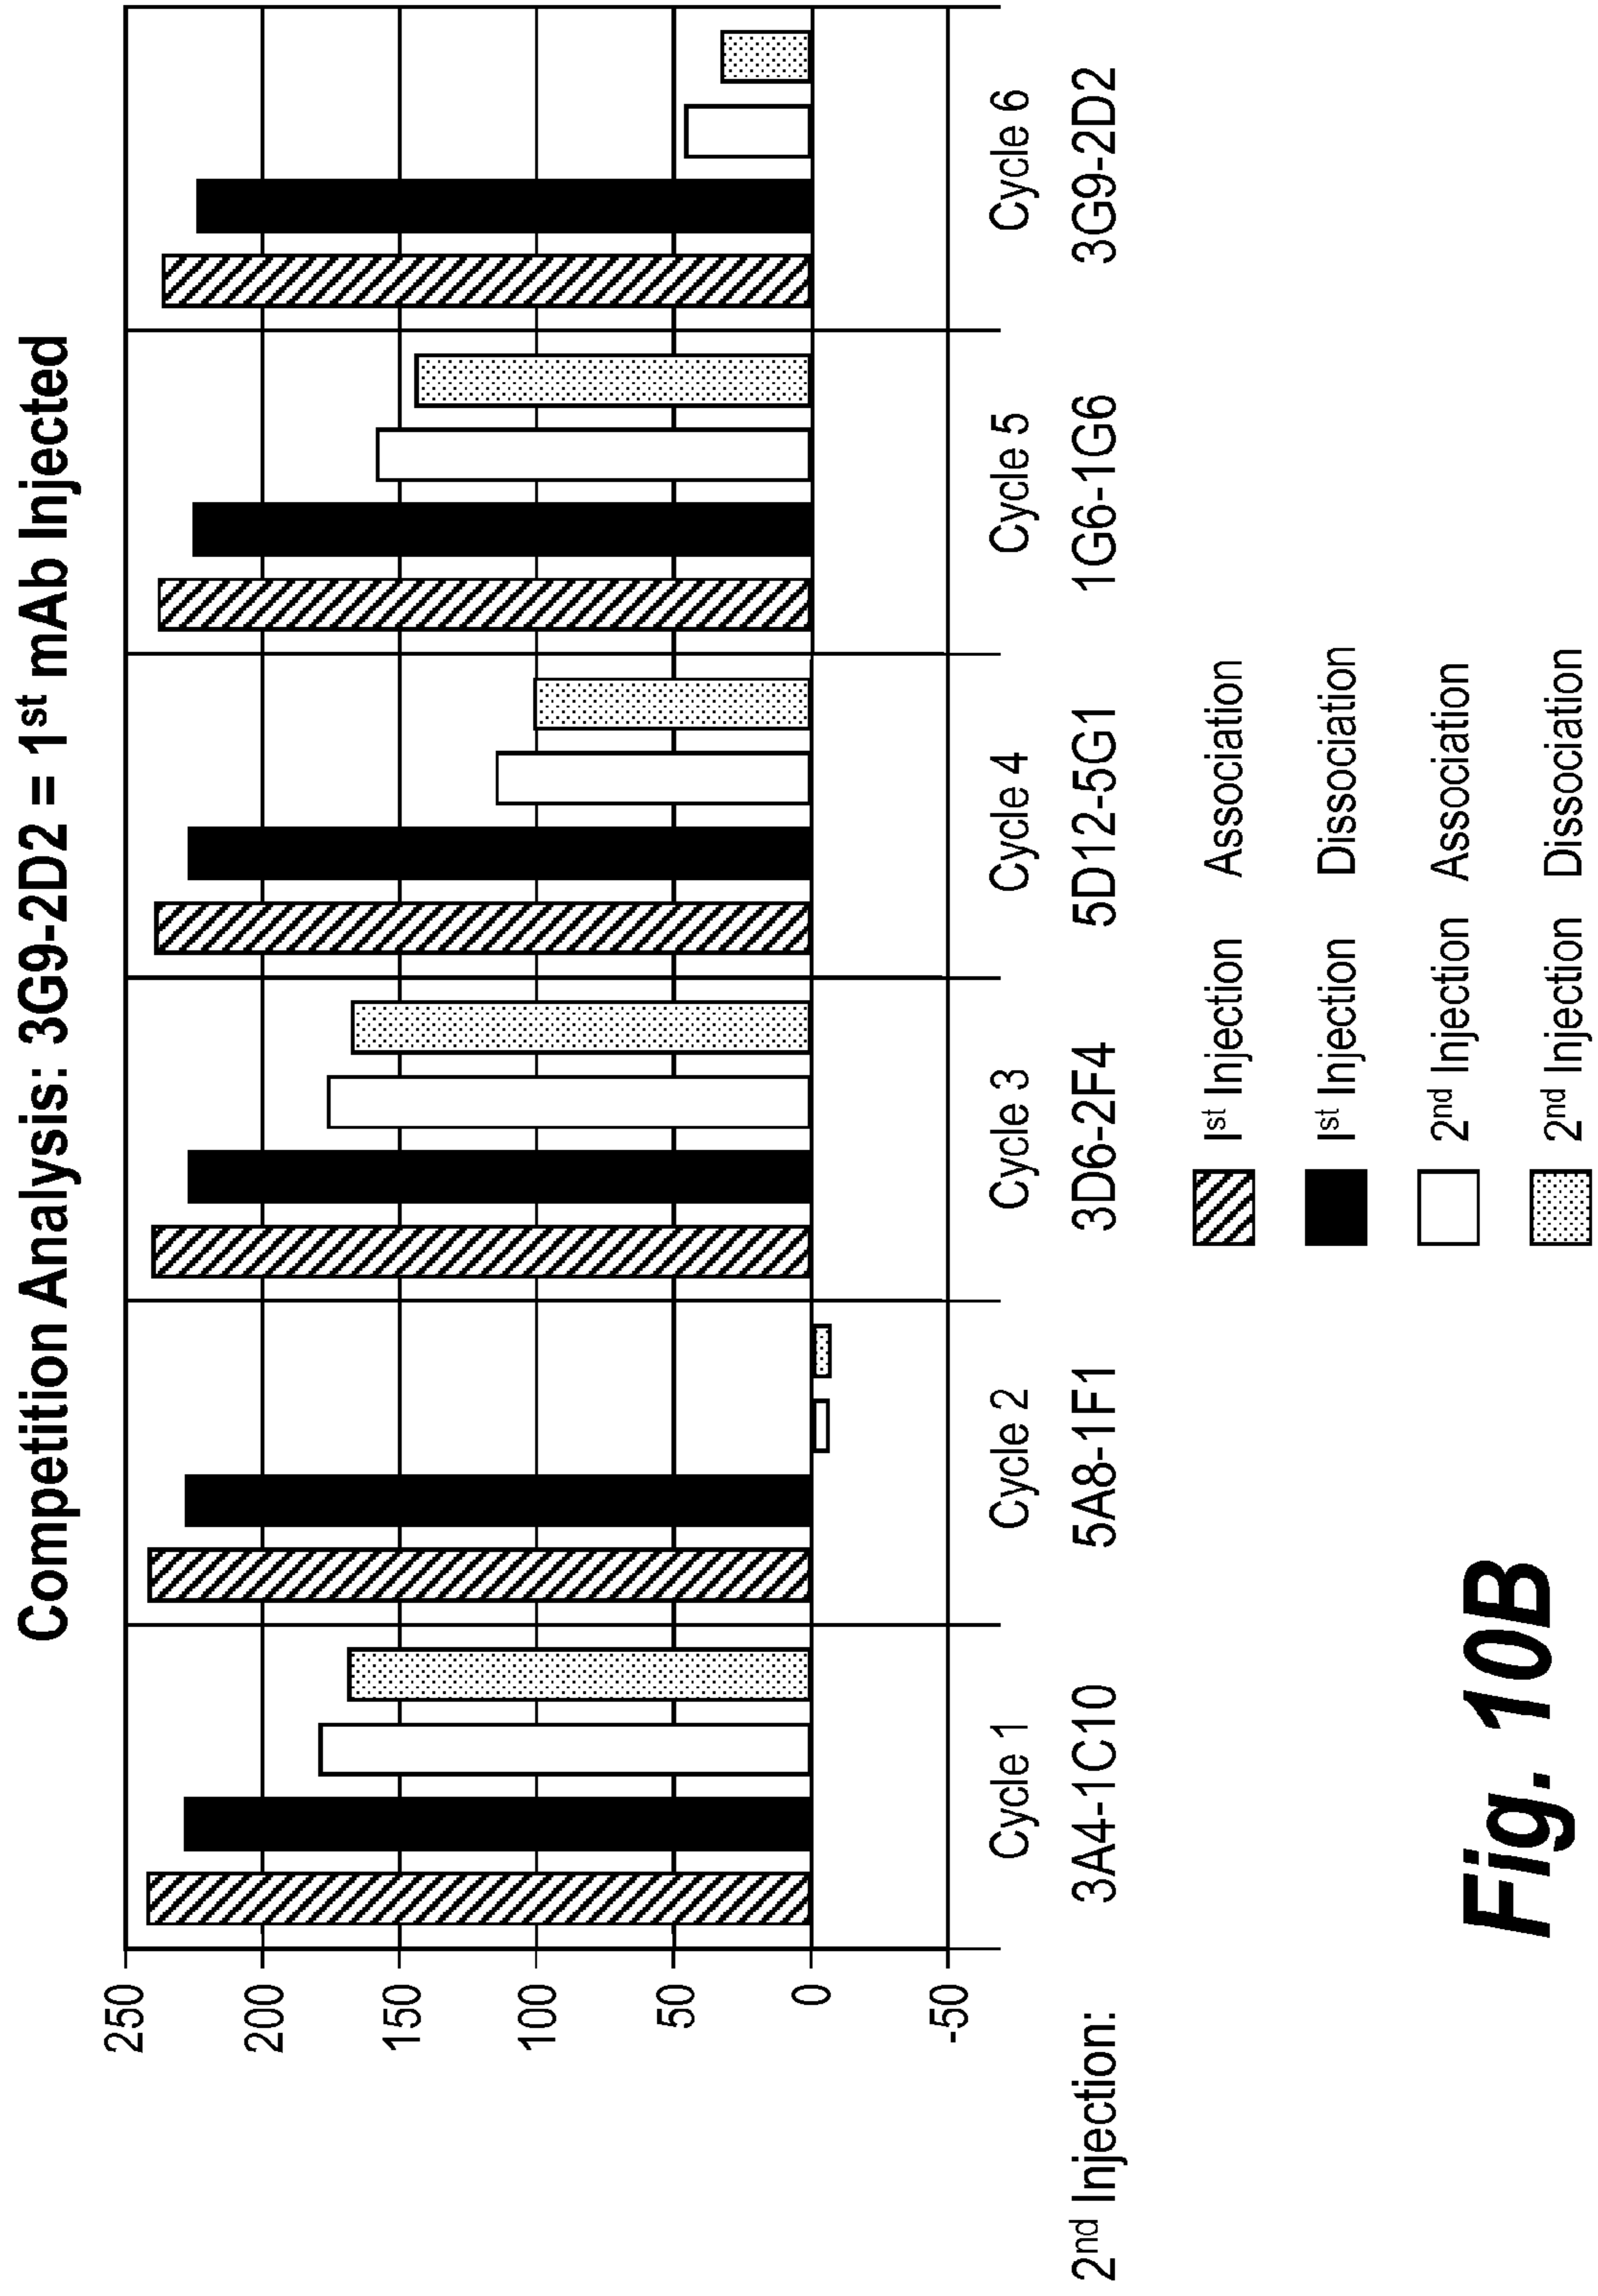 Competition Analysis: 3G9-2D2 = 1st mAb Injected
250
200
150
100
50
0
-50
Cycle 1 Cycle 2 Cycle 3 Cycle 4 Cycle 5 Cycle 6
2nd Injection: 3A4-1C10 5A8-1F1 3D6-2F4 5D12-5G1 1G6-1G6 3G9-2D2
Ist Injection Association
Ist Injection Dissociation
2nd Injection Association
2nd Injection Dissociation
Fig. 10B